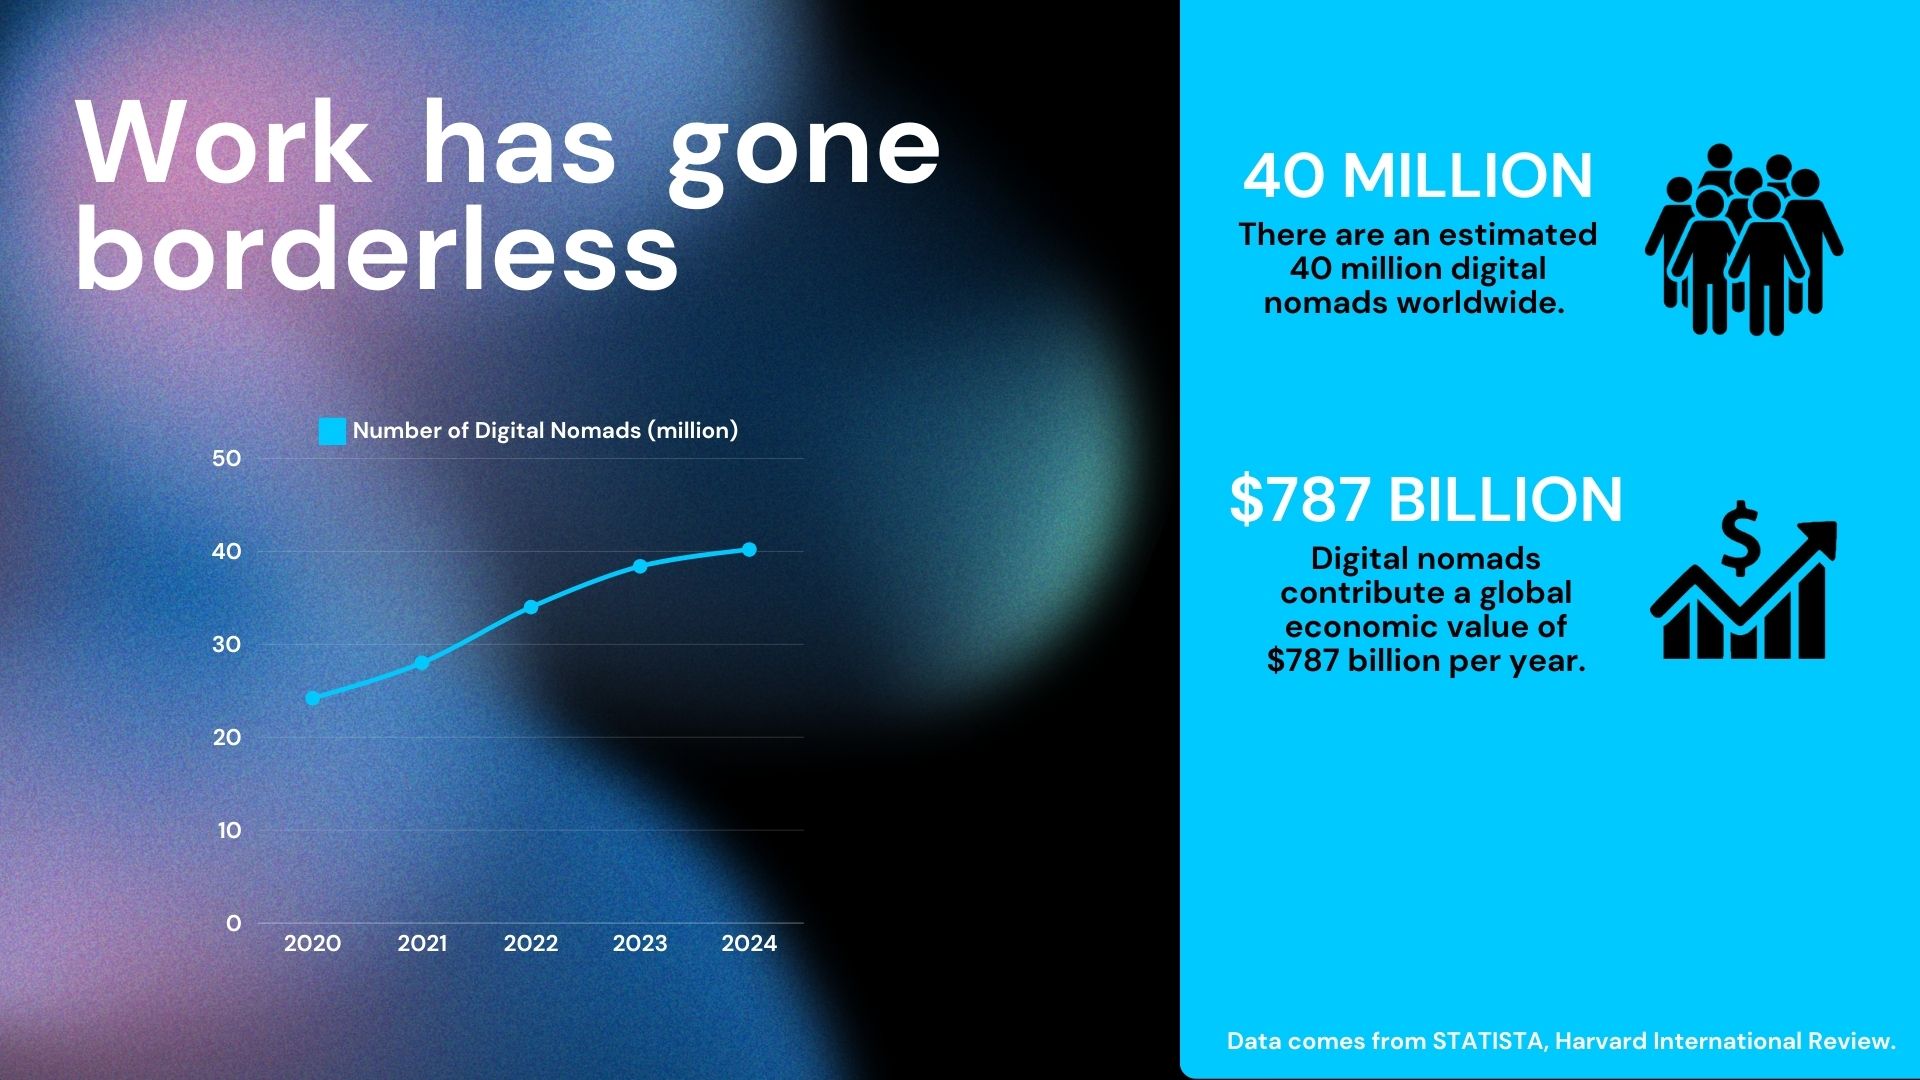 Work has gone
borderless
Number of Digital Nomads (million)
50
40
30
20
10
0
2020 2021 2022 2023 2024
40 MILLION
There are an estimated
40 million digital
nomads worldwide.
$787 BILLION
Digital nomads
contribute a global
economic value of
$787 billion per year.
$
Data comes from STATISTA, Harvard International Review.